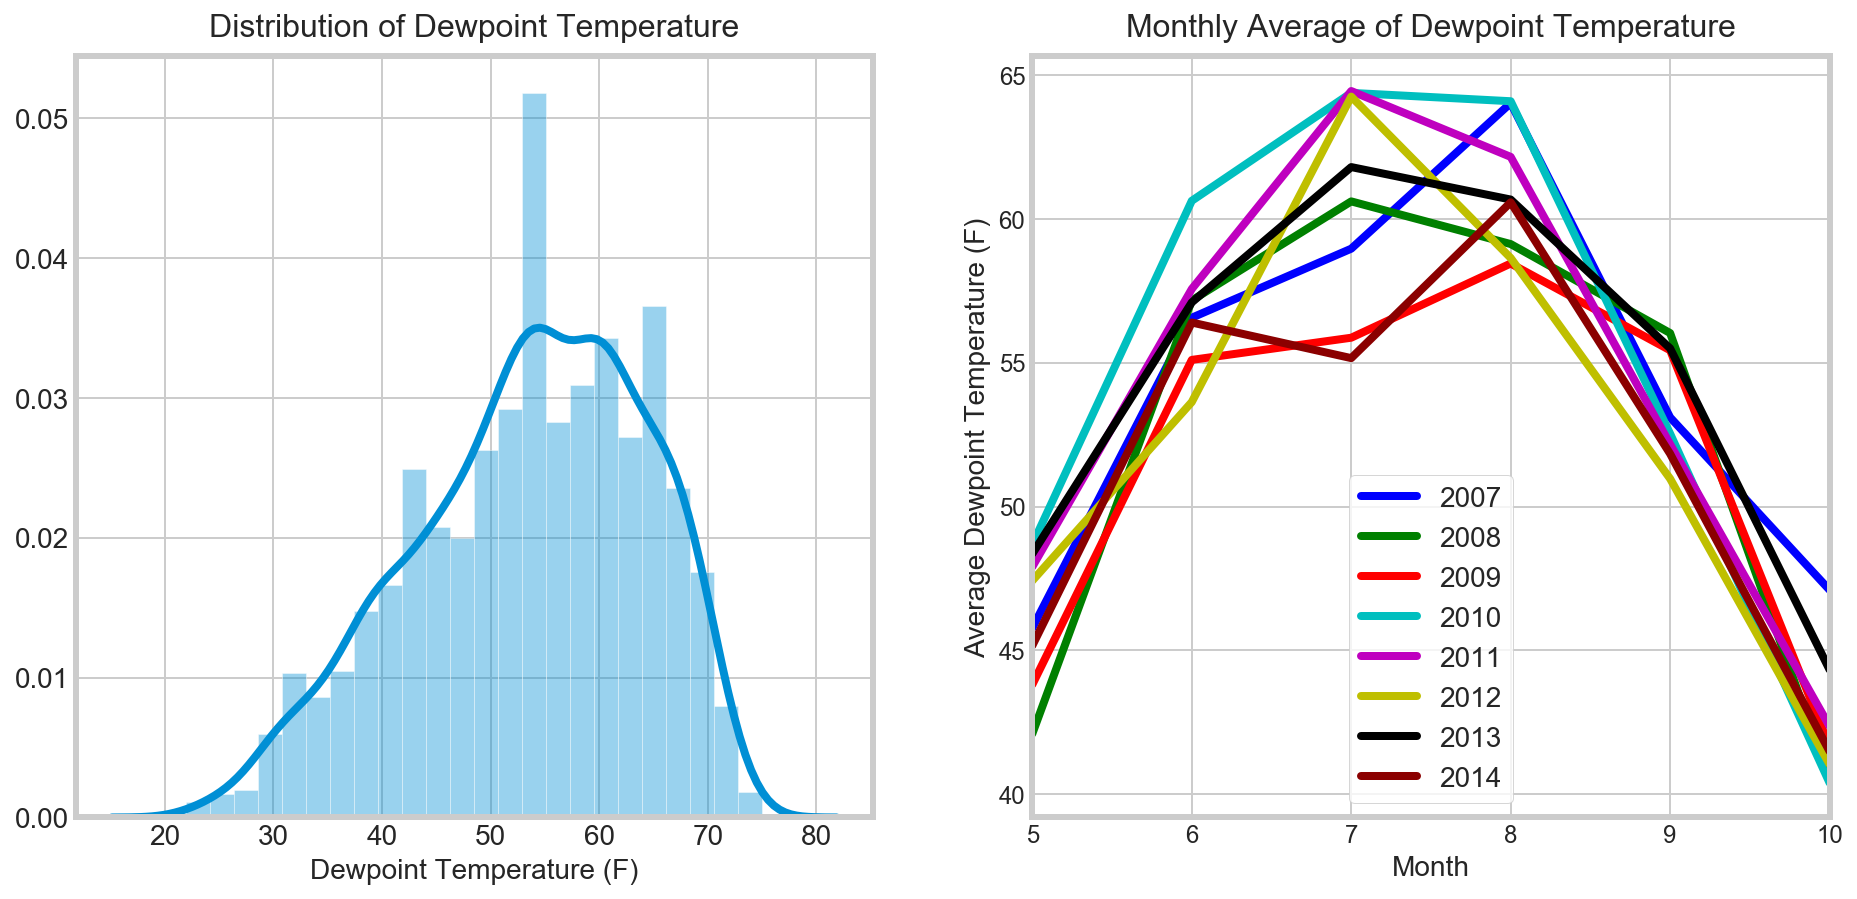 Distribution of Dewpoint Temperature
0.05
0.04
0.03
0.02
0.01
0.00
20 30 40 50 60 70 80
Dewpoint Temperature (F)
Monthly Average of Dewpoint Temperature
Average Dewpoint Temperature (F)
65
60
55
50
45
40
2007
2008
2009
2010
2011
2012
2013
2014
5 6 7 8 9 10
Month